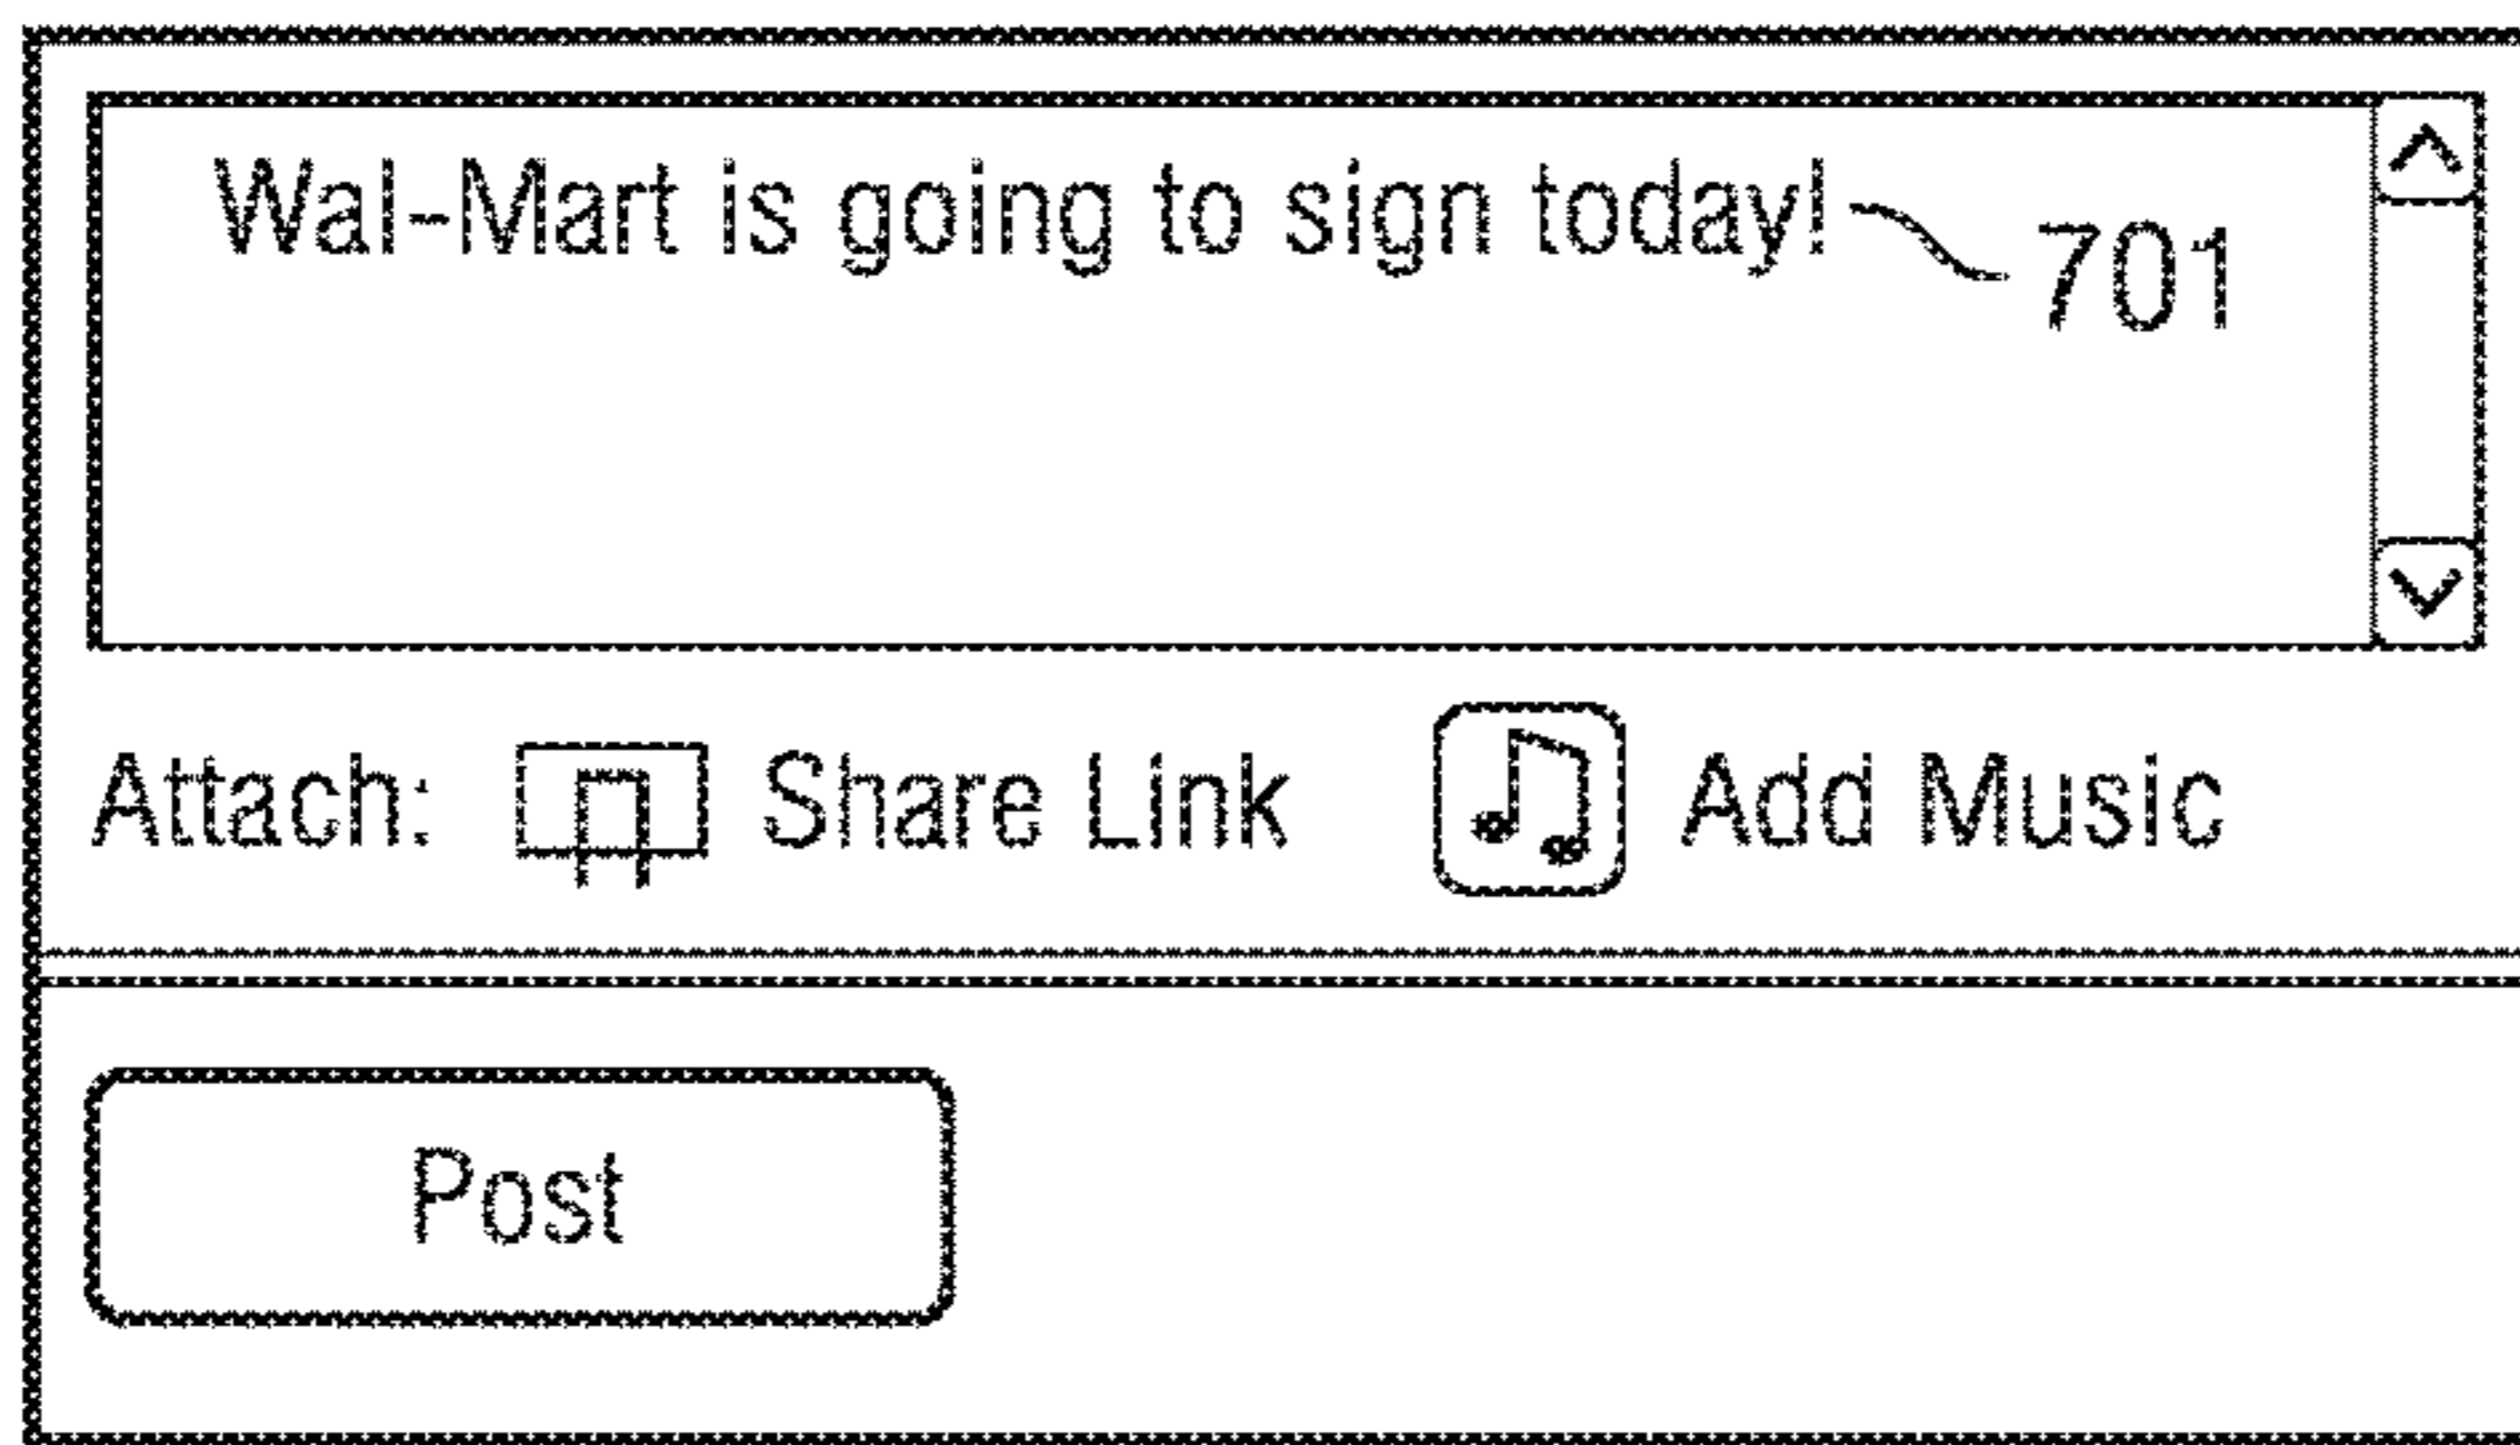 Wal-Mart is going to sign today! 701
Attach: Share Link Add Music
Post